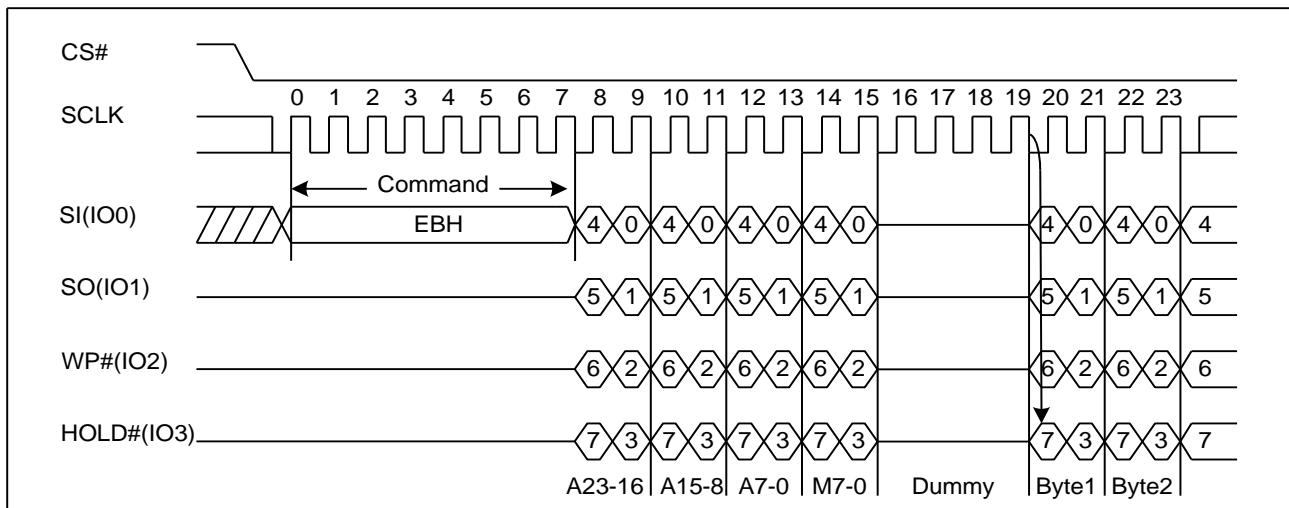 CS#
0 1 2 3 4 5 6 7 8 9 10 11 12 13 14 15 16 17 18 19 20 21 22 23
SCLK
Command
SI(IO0) EBH 4 0 4 0 4 0 4 0 4 0 4 0 4
SO(IO1) 5 1 5 1 5 1 5 1 5 1 5 1 5
WP#(IO2) 6 2 6 2 6 2 6 2 6 2 6 2 6
HOLD#(IO3) 7 3 7 3 7 3 7 3 7 3 7 3 7
A23-16 A15-8 A7-0 M7-0 Dummy Byte1 Byte2